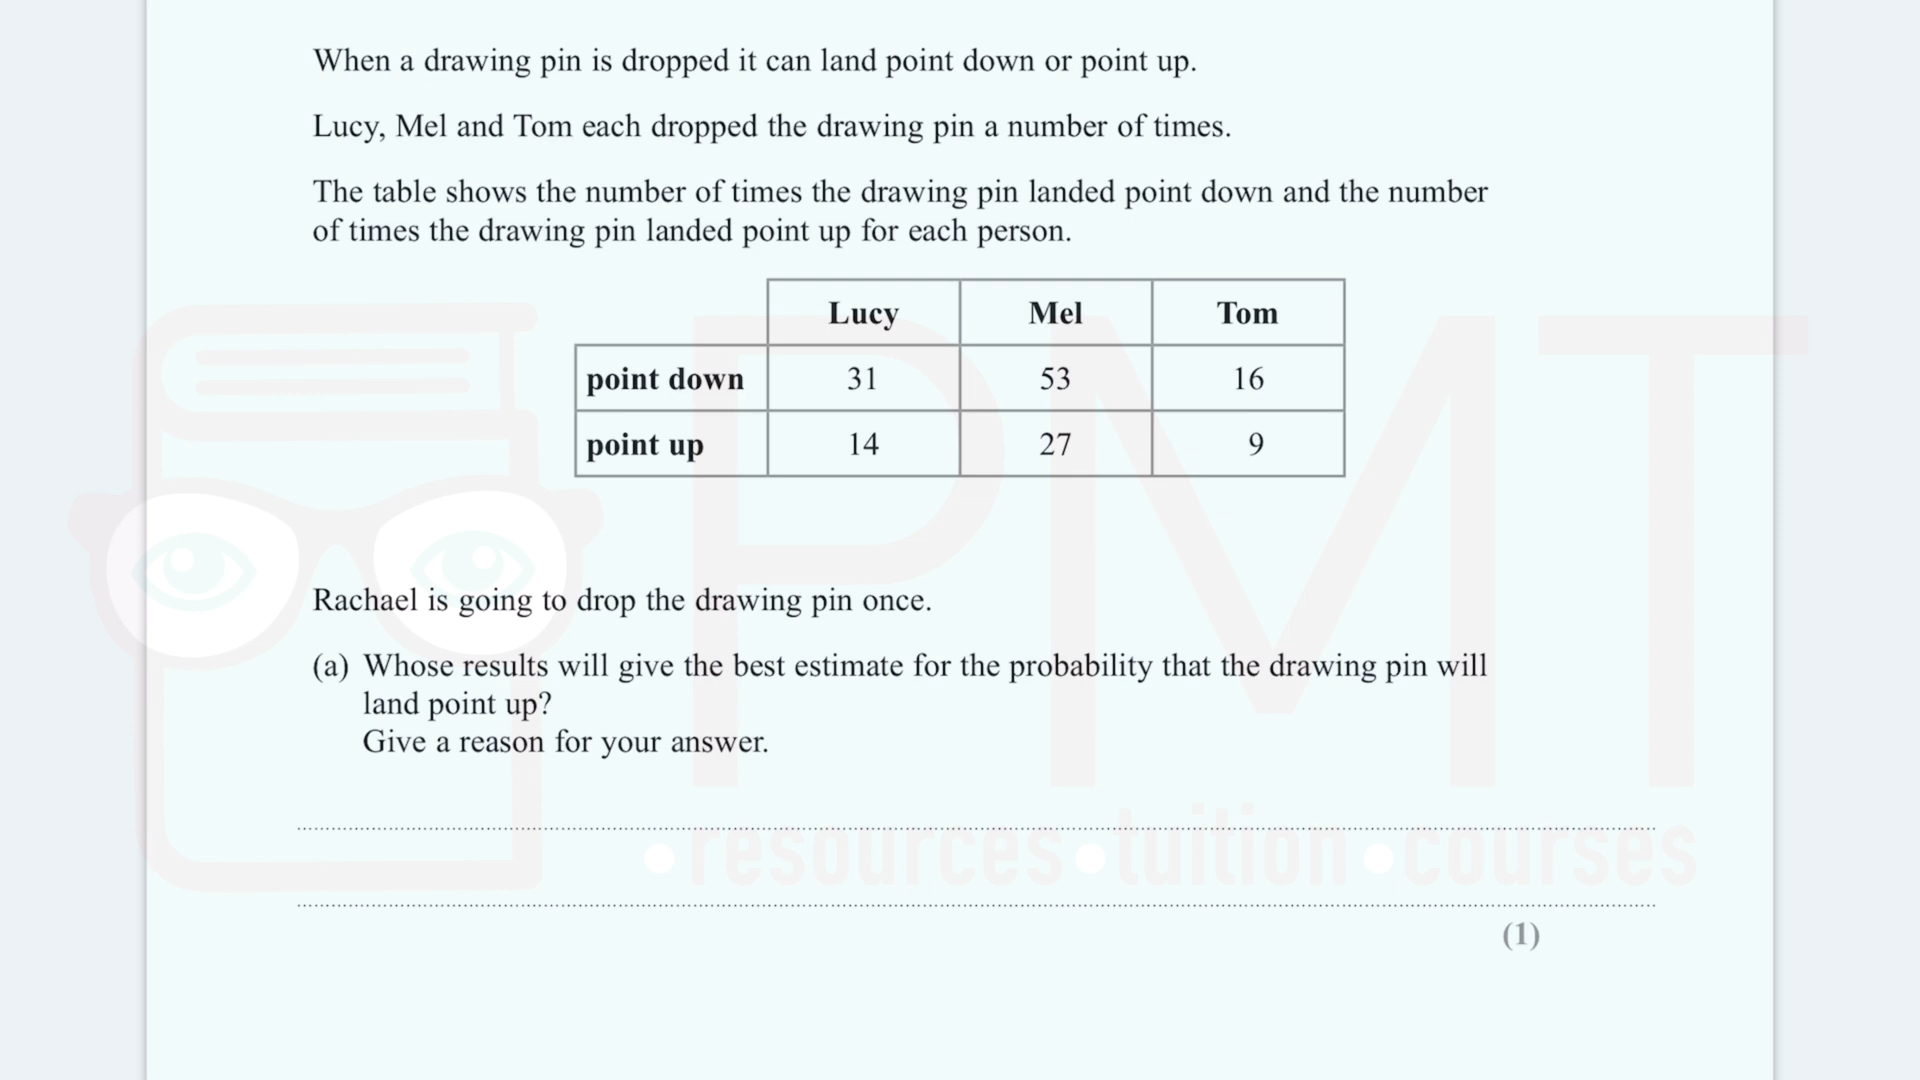 When a drawing pin is dropped it can land point down or point up.
Lucy, Mel and Tom each dropped the drawing pin a number of times.
The table shows the number of times the drawing pin landed point down and the number
of times the drawing pin landed point up for each person.
Lucy Mel Tom
point down 31 53 16
point up 14 27 9
Rachael is going to drop the drawing pin once.
(a) Whose results will give the best estimate for the probability that the drawing pin will
land point up?
Give a reason for your answer.
(1)
PMT
•resources•tuition•courses